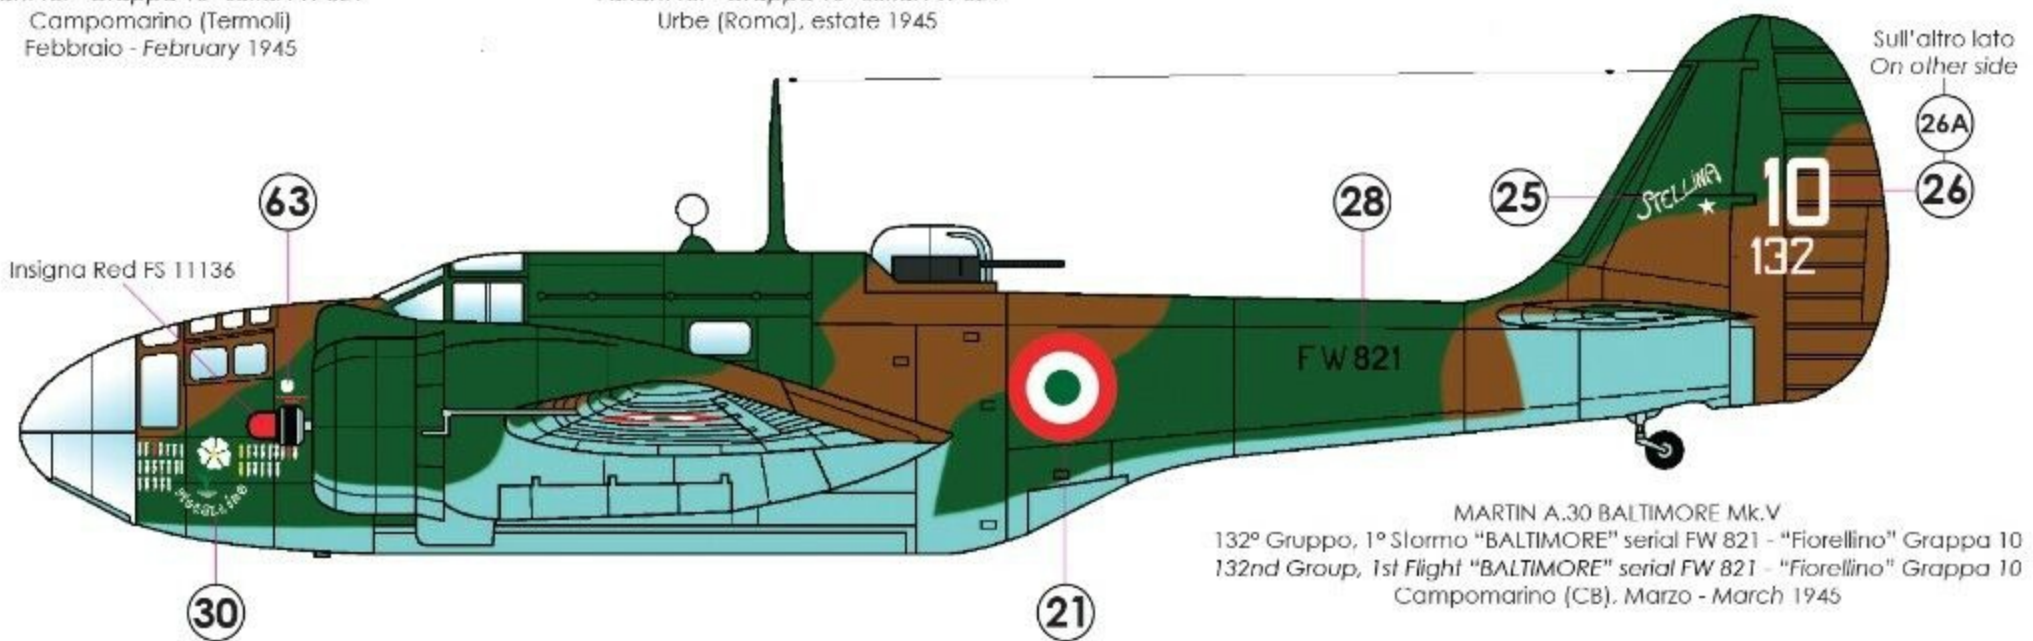 Campomarino (Termoli)
Febbraio - February 1945
Urbe (Roma), estate 1945
Sull'altro lato
On other side
26A
26
63
28
25
STELLINA
10
132
Insigna Red FS 11136
FW 821
30
21
MARTIN A.30 BALTIMORE Mk.V
132° Gruppo, 1° Stormo “BALTIMORE” serial FW 821 - “Fiorellino” Grappa 10
132nd Group, 1st Flight “BALTIMORE” serial FW 821 - “Fiorellino” Grappa 10
Campomarino (CB), Marzo - March 1945